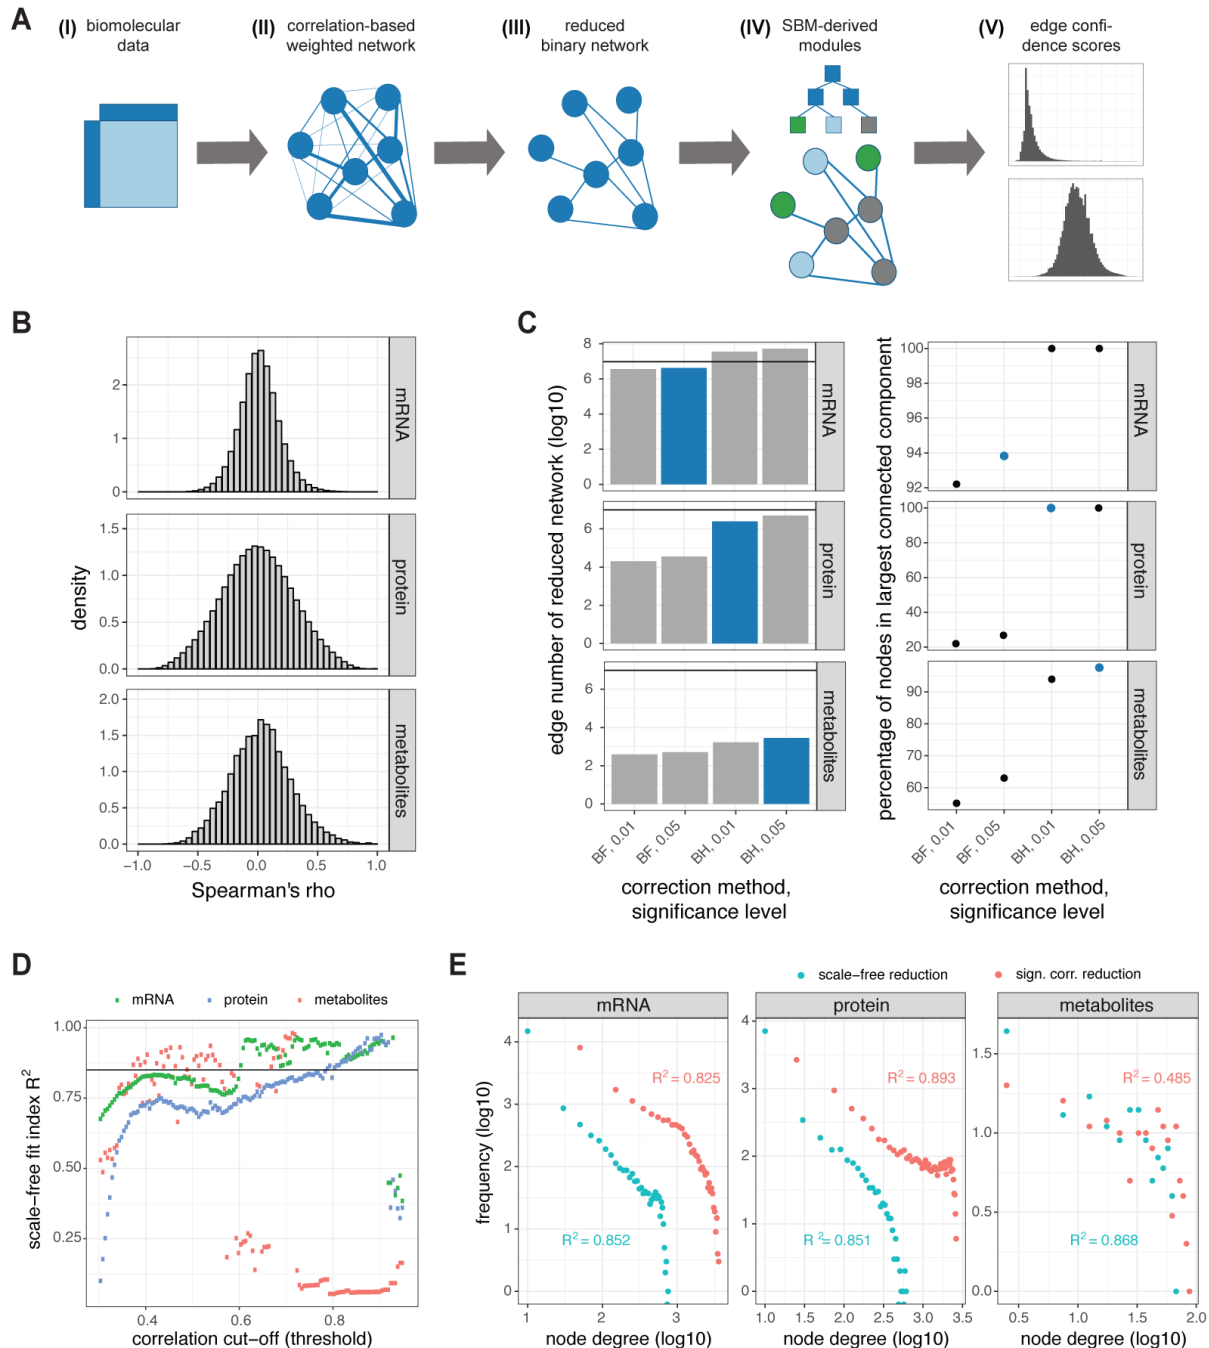 A
(I) biomolecular
data
(II) correlation-based
weighted network
(III) reduced
binary network
(IV) SBM-derived
modules
(V) edge confi-
dence scores
B
density
2
1
0
mRNA
1.5
1.0
0.5
0.0
protein
2.0
1.5
1.0
0.5
0.0
metabolites
−1.0 −0.5 0.0 0.5 1.0
Spearman's rho
C
edge number of reduced network (log10)
8
6
4
2
0
mRNA
6
4
2
0
protein
6
4
2
0
metabolites
BF, 0.01 BF, 0.05 BH, 0.01 BH, 0.05
correction method,
significance level
percentage of nodes in largest connected component
100
98
96
94
92
mRNA
100
80
60
40
20
protein
90
80
70
60
metabolites
BF, 0.01 BF, 0.05 BH, 0.01 BH, 0.05
correction method,
significance level
D
mRNA protein metabolites
scale−free fit index R²
1.00
0.75
0.50
0.25
0.4 0.6 0.8
correlation cut−off (threshold)
E
scale−free reduction sign. corr. reduction
frequency (log10)
mRNA
4
3
2
1
0
R² = 0.825
R² = 0.852
1 2 3
node degree (log10)
protein
4
3
2
1
0
R² = 0.893
R² = 0.851
1.0 1.5 2.0 2.5 3.0 3.5
node degree (log10)
metabolites
1.5
1.0
0.5
0.0
R² = 0.485
R² = 0.868
0.5 1.0 1.5 2.0
node degree (log10)